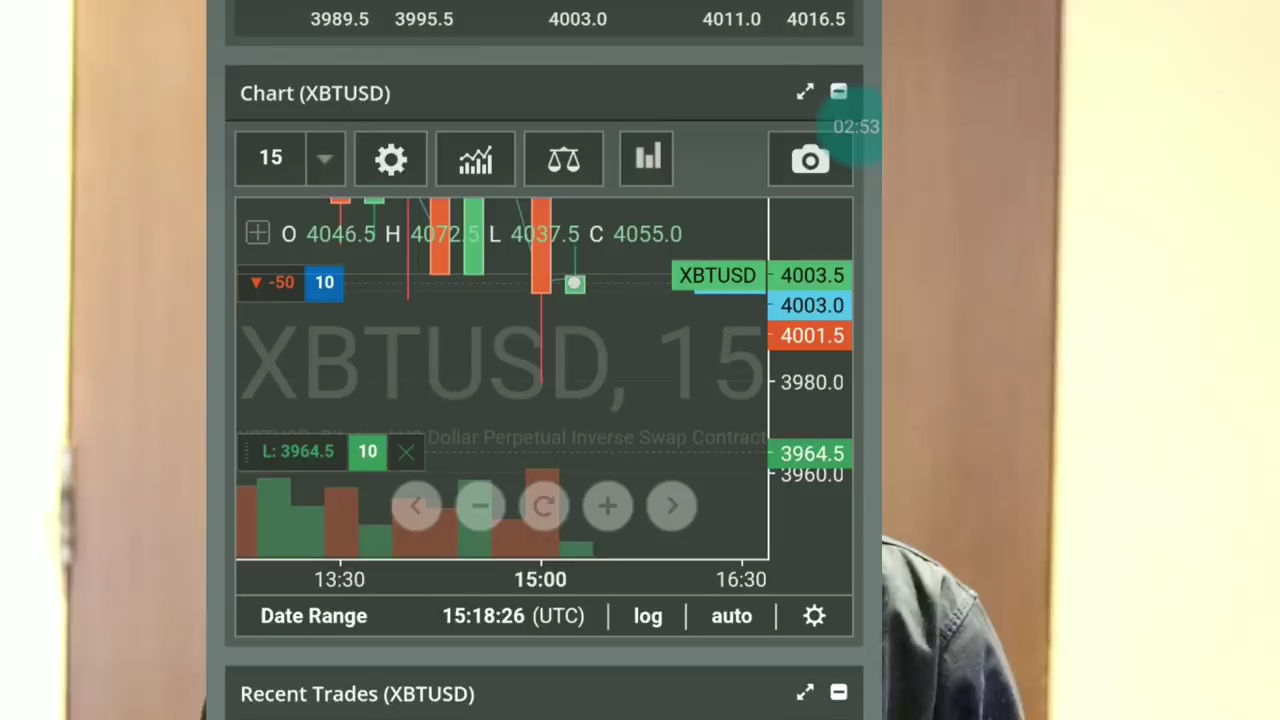 3989.5 3995.5 4003.0 4011.0 4016.5
Chart (XBTUSD)
02:53
15
O 4046.5 H 4072.5 L 4037.5 C 4055.0
▼ -50 10
XBTUSD 4003.5
4003.0
4001.5
XBTUSD, 15
3980.0
Dollar Perpetual Inverse Swap Contract
L: 3964.5 10
3964.5
3960.0
13:30 15:00 16:30
Date Range 15:18:26 (UTC) log auto
Recent Trades (XBTUSD)